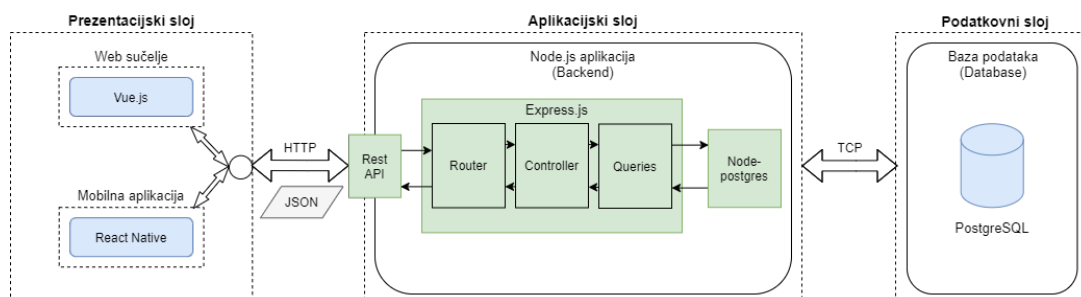 Prezentacijski sloj
Web sučelje
Vue.js
Mobilna aplikacija
React Native
HTTP
JSON
Aplikacijski sloj
Node.js aplikacija
(Backend)
Rest
API
Express.js
Router
Controller
Queries
Node-
postgres
TCP
Podatkovni sloj
Baza podataka
(Database)
PostgreSQL